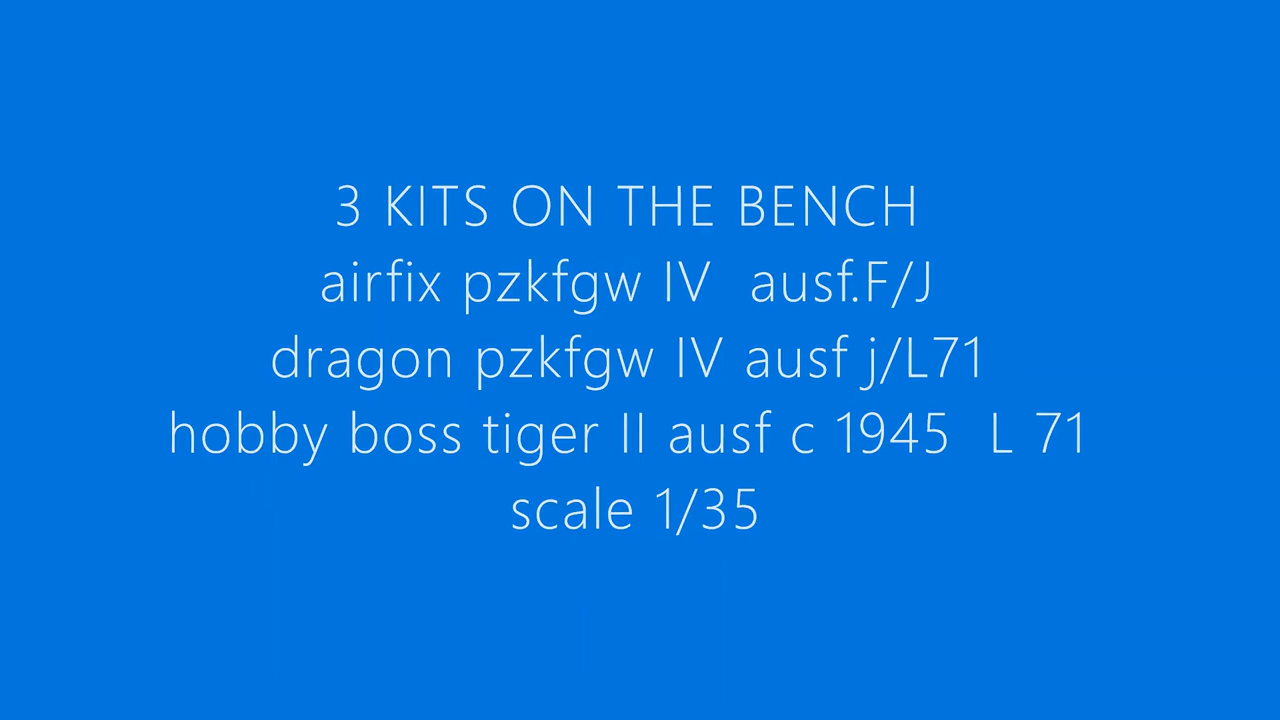 3 KITS ON THE BENCH
airfix pzkfgw IV  ausf.F/J
dragon pzkfgw IV ausf j/L71
hobby boss tiger II ausf c 1945  L 71
scale 1/35